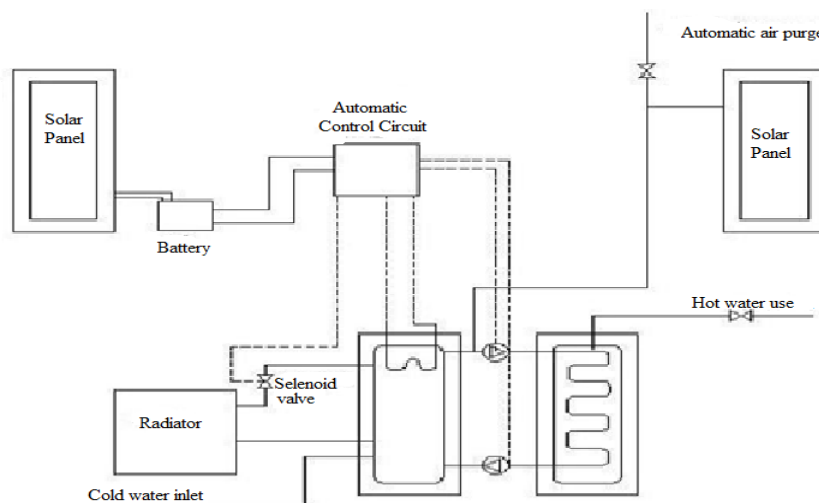 Automatic air purge
Solar
Panel
Automatic
Control Circuit
Solar
Panel
Battery
Hot water use
Selenoid
valve
Radiator
Cold water inlet